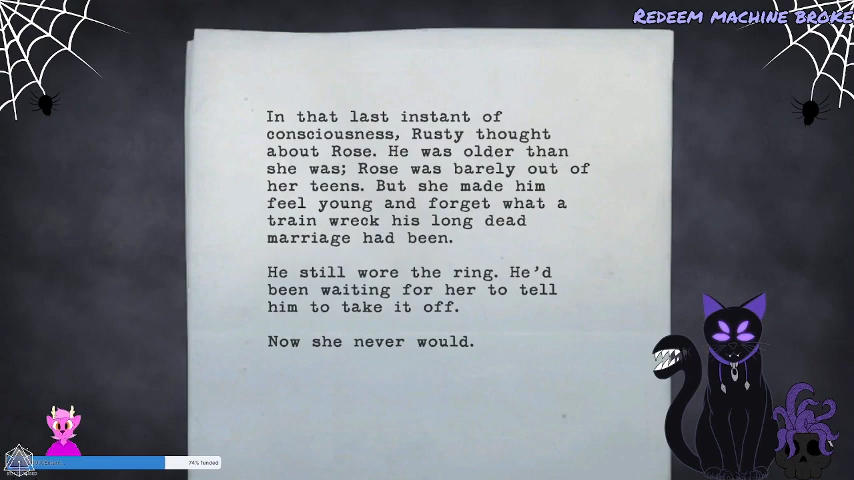 REDEEM MACHINE BROKE
In that last instant of
consciousness, Rusty thought
about Rose. He was older than
she was; Rose was barely out of
her teens. But she made him
feel young and forget what a
train wreck his long dead
marriage had been.
He still wore the ring. He'd
been waiting for her to tell
him to take it off.
Now she never would.
74% funded